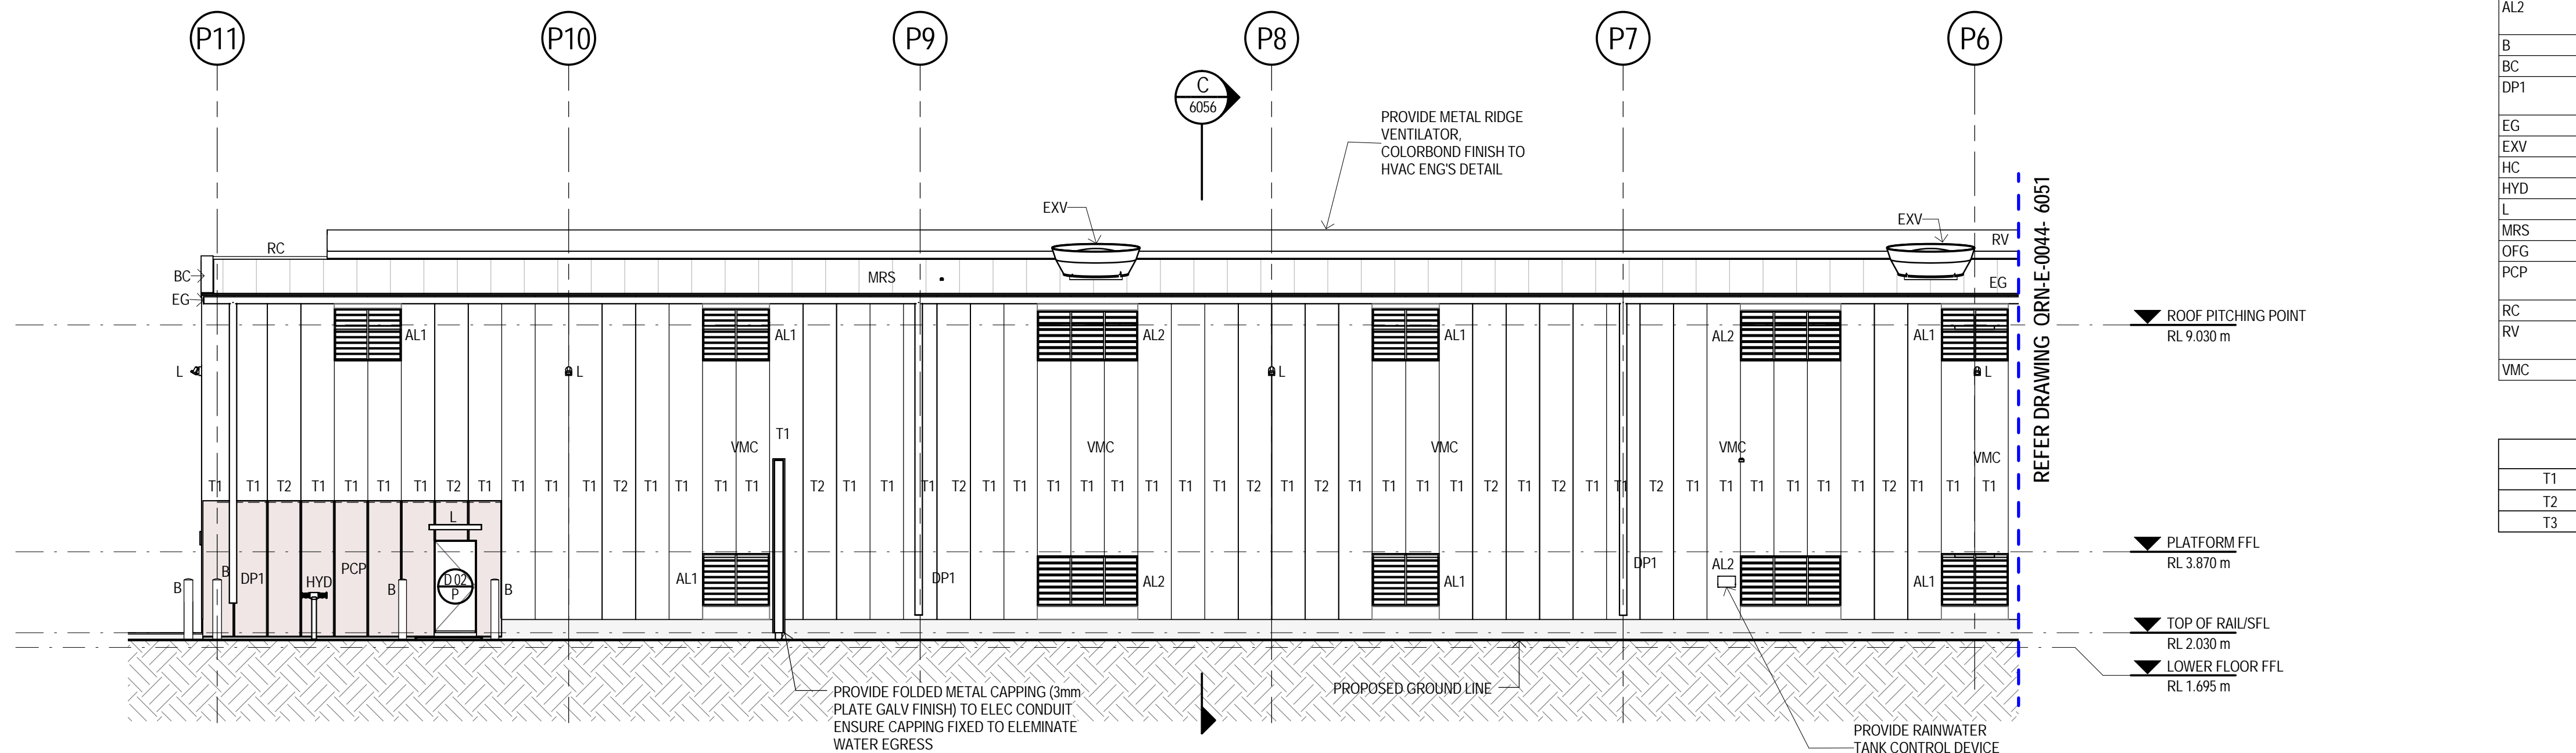 P11
P10
P9
P8
P7
P6
C
6056
PROVIDE METAL RIDGE
VENTILATOR,
COLORBOND FINISH TO
HVAC ENG'S DETAIL
EXV
EXV
RC
RV
BC
MRS
EG
EG
AL1
AL1
AL2
AL1
AL2
AL1
L
L
L
L
T1
VMC
VMC
VMC
VMC
VMC
T1 T1 T2 T1 T1 T1 T1 T2 T1 T1 T1 T1 T2 T1 T1 T1 T1 T2 T1 T1 T1 T2 T1 T1 T1 T1 T1 T1 T1 T1 T2 T1 T2 T1 T1 T1 T1 T2 T1 T2 T1 T1 T2 T1 T1 T1 T1 T1 T1 T2 T1 T1 T1
L
B
B
DP1
HYD
PCP
B
D 02
P
B
AL1
DP1
AL2
AL1
DP1
AL2
AL1
REFER DRAWING QRN-E-0044- 6051
ROOF PITCHING POINT
RL 9.030 m
PLATFORM FFL
RL 3.870 m
TOP OF RAIL/SFL
RL 2.030 m
LOWER FLOOR FFL
RL 1.695 m
PROVIDE FOLDED METAL CAPPING (3mm
PLATE GALV FINISH) TO ELEC CONDUIT
ENSURE CAPPING FIXED TO ELEMINATE
WATER EGRESS
PROPOSED GROUND LINE
PROVIDE RAINWATER
TANK CONTROL DEVICE
AL2
B
BC
DP1
EG
EXV
HC
HYD
L
MRS
OFG
PCP
RC
RV
VMC
T1
T2
T3